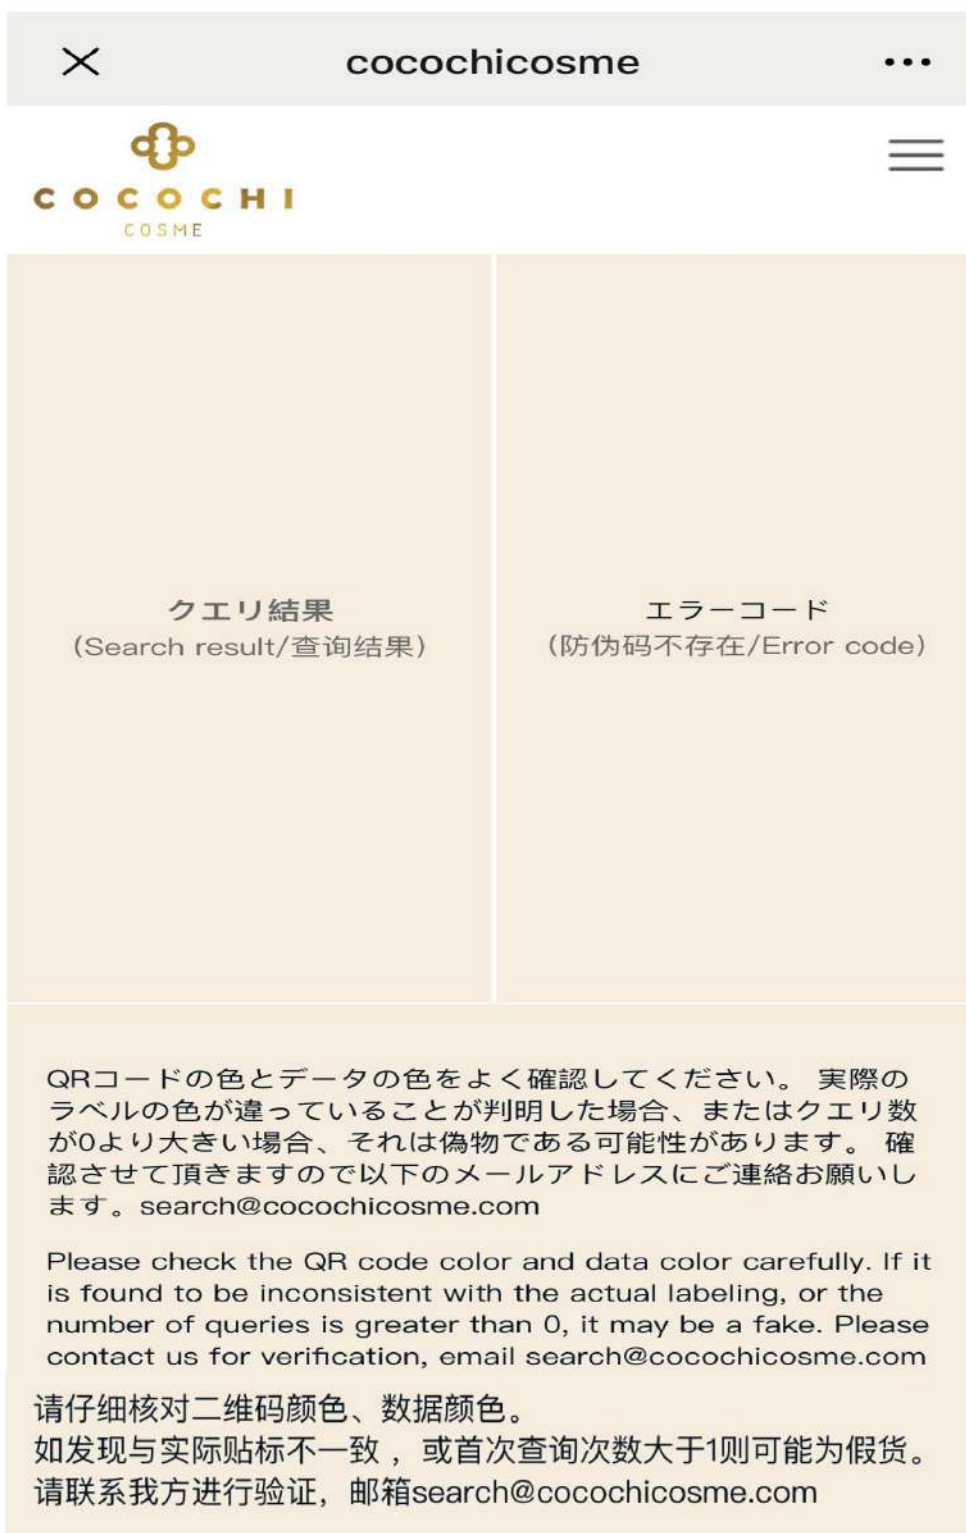 cocochicosme
COCOCHI
COSME
クエリ結果
(Search result/查询结果)
エラーコード
(防伪码不存在/Error code)
QRコードの色とデータの色をよく確認してください。 実際の
ラベルの色が違っていることが判明した場合、またはクエリ数
が0より大きい場合、それは偽物である可能性があります。 確
認させて頂きますので以下のメールアドレスにご連絡お願いし
ます。search@cocochicosme.com
Please check the QR code color and data color carefully. If it
is found to be inconsistent with the actual labeling, or the
number of queries is greater than 0, it may be a fake. Please
contact us for verification, email search@cocochicosme.com
请仔细核对二维码颜色、数据颜色。
如发现与实际贴标不一致，或首次查询次数大于1则可能为假货。
请联系我方进行验证，邮箱search@cocochicosme.com